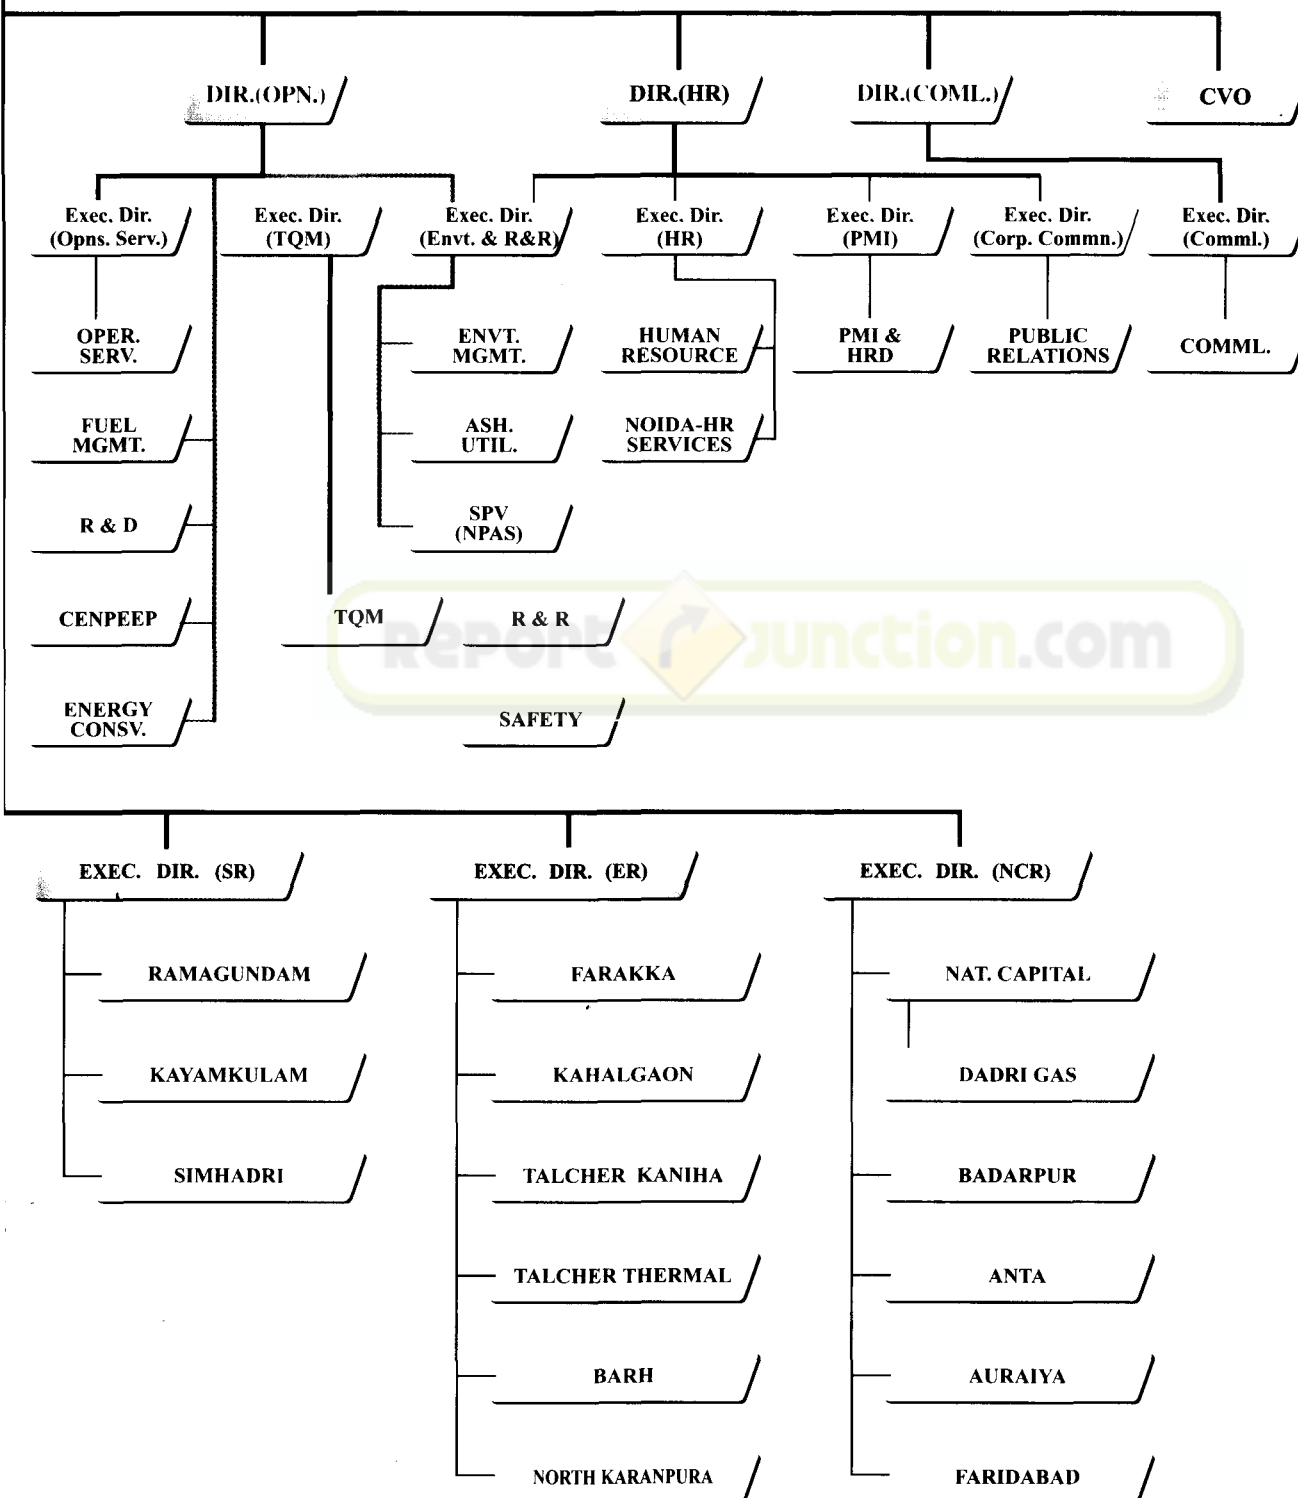 DIR.(OPN.)
DIR.(HR)
DIR.(COML.)
CVO
Exec. Dir.
(Opns. Serv.)
Exec. Dir.
(TQM)
Exec. Dir.
(Envt. & R&R)
Exec. Dir.
(HR)
Exec. Dir.
(PMI)
Exec. Dir.
(Corp. Commn.)
Exec. Dir.
(Comml.)
OPER.
SERV.
ENVT.
MGMT.
HUMAN
RESOURCE
PMI &
HRD
PUBLIC
RELATIONS
COMML.
FUEL
MGMT.
ASH.
UTIL.
NOIDA-HR
SERVICES
R & D
SPV
(NPAS)
CENPEEP
TQM
R & R
REPORT JUNCTION.com
ENERGY
CONSV.
SAFETY
EXEC. DIR. (SR)
EXEC. DIR. (ER)
EXEC. DIR. (NCR)
RAMAGUNDAM
FARAKKA
NAT. CAPITAL
KAYAMKULAM
KAHALGAON
DADRI GAS
SIMHADRI
TALCHER KANIHA
BADARPUR
TALCHER THERMAL
ANTA
BARH
AURAIYA
NORTH KARANPURA
FARIDABAD